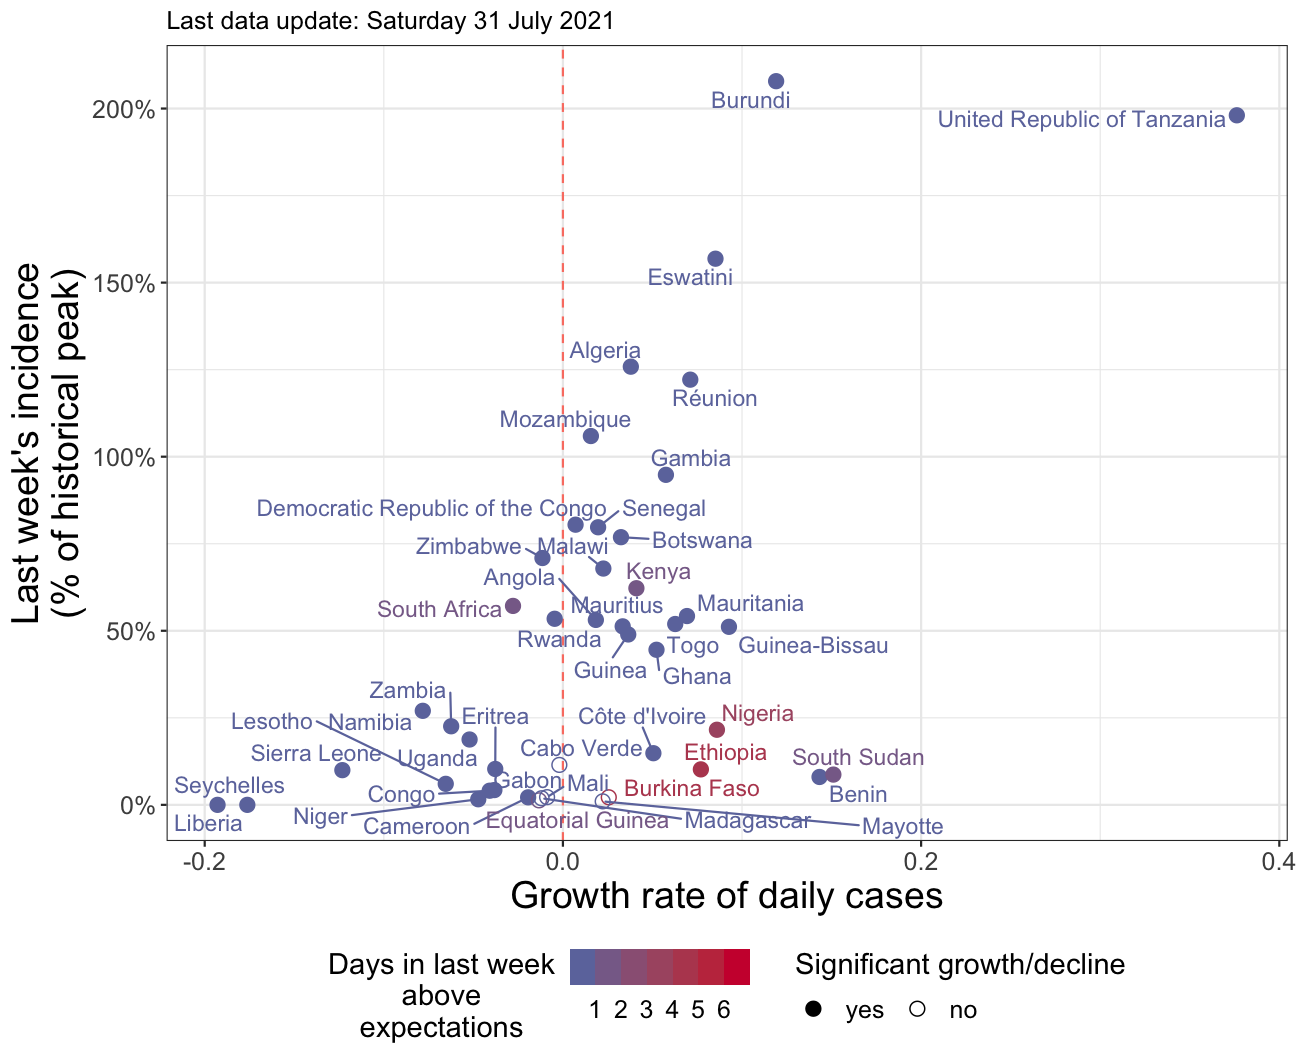 Last data update: Saturday 31 July 2021
Last week's incidence
(% of historical peak)
200%
150%
100%
50%
0%
Burundi
United Republic of Tanzania
Eswatini
Algeria
Réunion
Mozambique
Gambia
Democratic Republic of the Congo
Senegal
Botswana
Zimbabwe
Malawi
Kenya
Angola
South Africa
Mauritius
Mauritania
Rwanda
Togo
Guinea-Bissau
Guinea
Ghana
Zambia
Lesotho
Namibia
Eritrea
Côte d'Ivoire
Nigeria
Sierra Leone
Uganda
Cabo Verde
Ethiopia
South Sudan
Seychelles
Gabon
Mali
Burkina Faso
Congo
Benin
Liberia
Niger
Cameroon
Equatorial Guinea
Madagascar
Mayotte
-0.2
0.0
0.2
0.4
Growth rate of daily cases
Days in last week
above
expectations
1 2 3 4 5 6
Significant growth/decline
yes
no